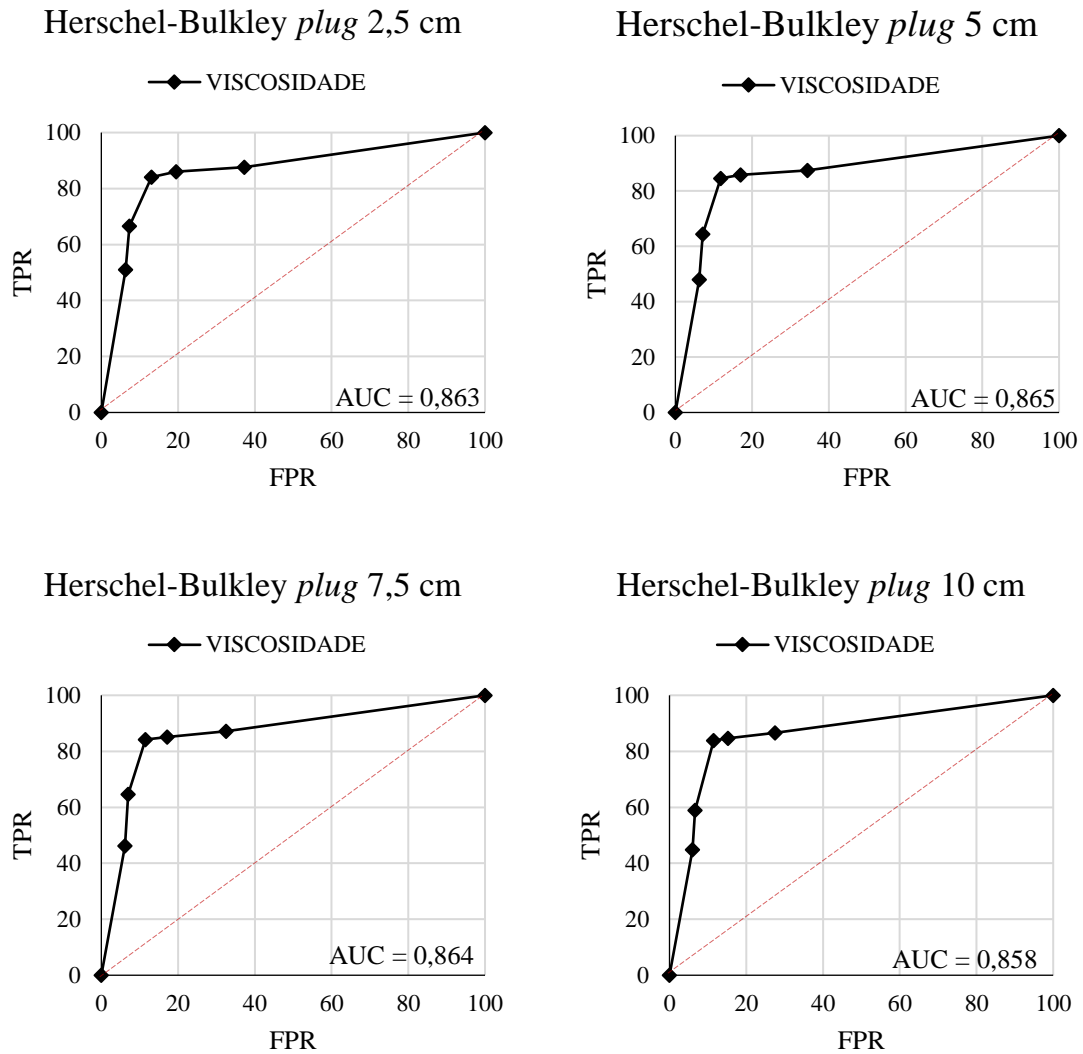 Herschel-Bulkley plug 2,5 cm
VISCOSIDADE
100
80
60
40
20
0
TPR
AUC = 0,863
0 20 40 60 80 100
FPR
Herschel-Bulkley plug 5 cm
VISCOSIDADE
100
80
60
40
20
0
TPR
AUC = 0,865
0 20 40 60 80 100
FPR
Herschel-Bulkley plug 7,5 cm
VISCOSIDADE
100
80
60
40
20
0
TPR
AUC = 0,864
0 20 40 60 80 100
FPR
Herschel-Bulkley plug 10 cm
VISCOSIDADE
100
80
60
40
20
0
TPR
AUC = 0,858
0 20 40 60 80 100
FPR